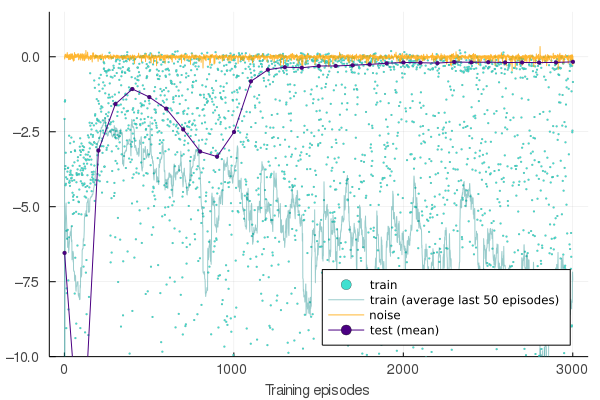 0.0
−2.5
−5.0
−7.5
−10.0
train
train (average last 50 episodes)
noise
test (mean)
0 1000 2000 3000
Training episodes